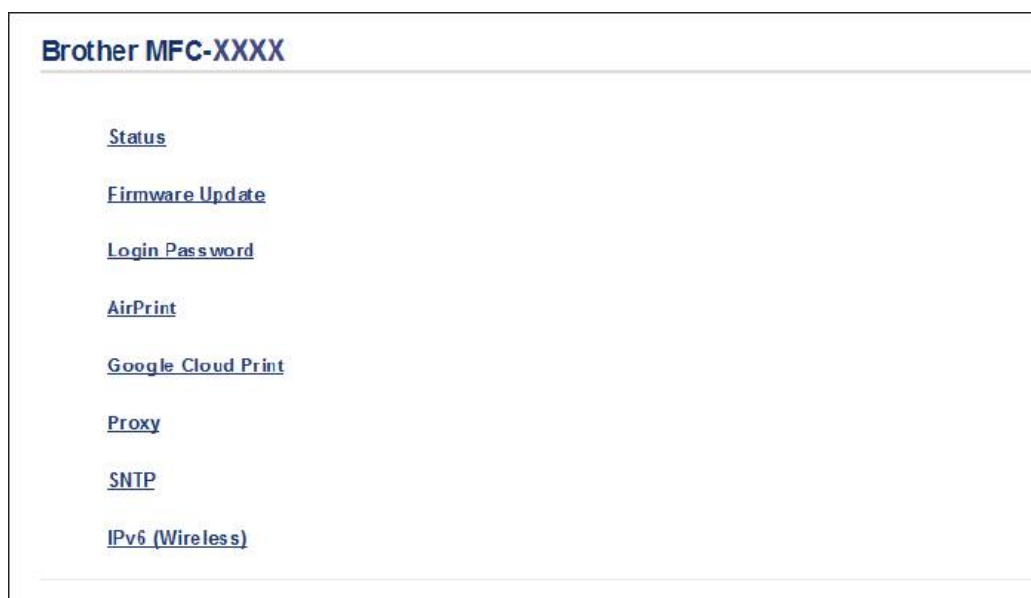 Brother MFC-XXXX
Status
Firmware Update
Login Password
AirPrint
Google Cloud Print
Proxy
SNTP
IPv6 (Wireless)